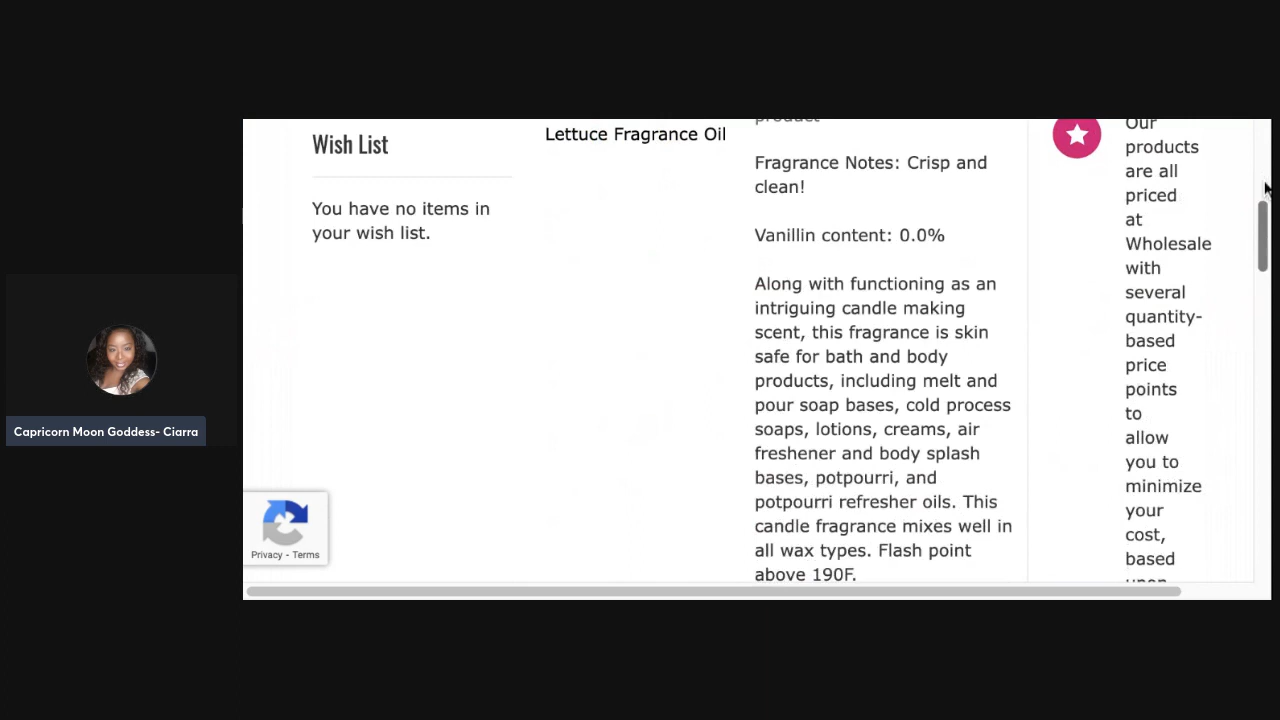 Wish List
You have no items in
your wish list.
Lettuce Fragrance Oil
product
Fragrance Notes: Crisp and
clean!
Vanillin content: 0.0%
Along with functioning as an
intriguing candle making
scent, this fragrance is skin
safe for bath and body
products, including melt and
pour soap bases, cold process
soaps, lotions, creams, air
freshener and body splash
bases, potpourri, and
potpourri refresher oils. This
candle fragrance mixes well in
all wax types. Flash point
above 190F.
Our
products
are all
priced
at
Wholesale
with
several
quantity-
based
price
points
to
allow
you to
minimize
your
cost,
based
upon
Capricorn Moon Goddess- Ciarra
Privacy - Terms